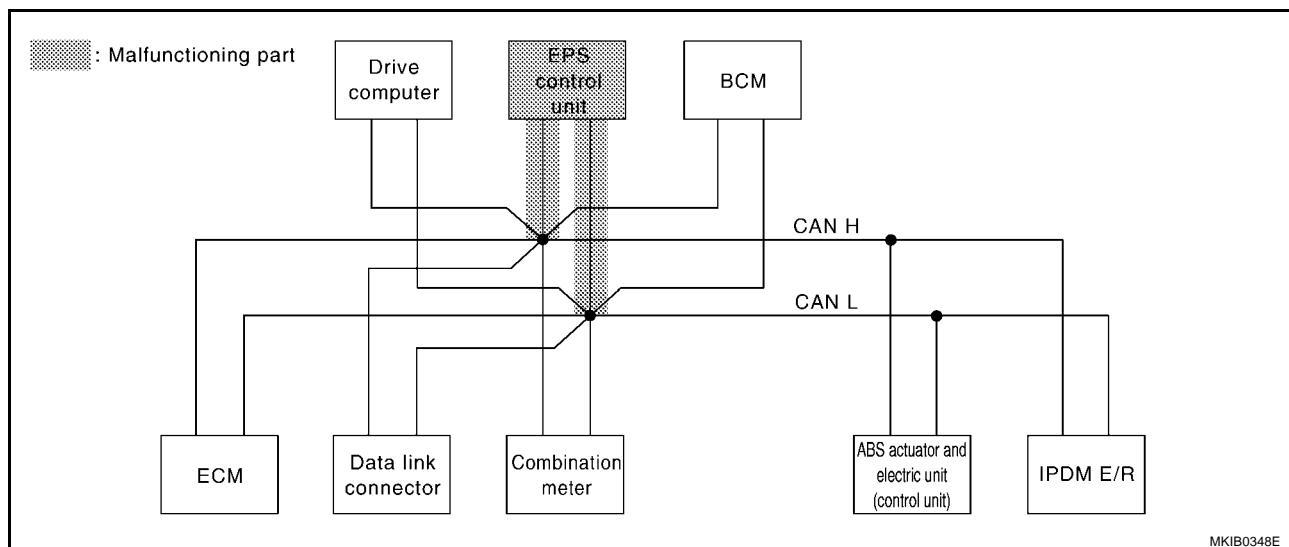 : Malfunctioning part
Drive
computer
EPS
control
unit
BCM
CAN H
CAN L
ECM
Data link
connector
Combination
meter
ABS actuator and
electric unit
(control unit)
IPDM E/R
MKIB0348E